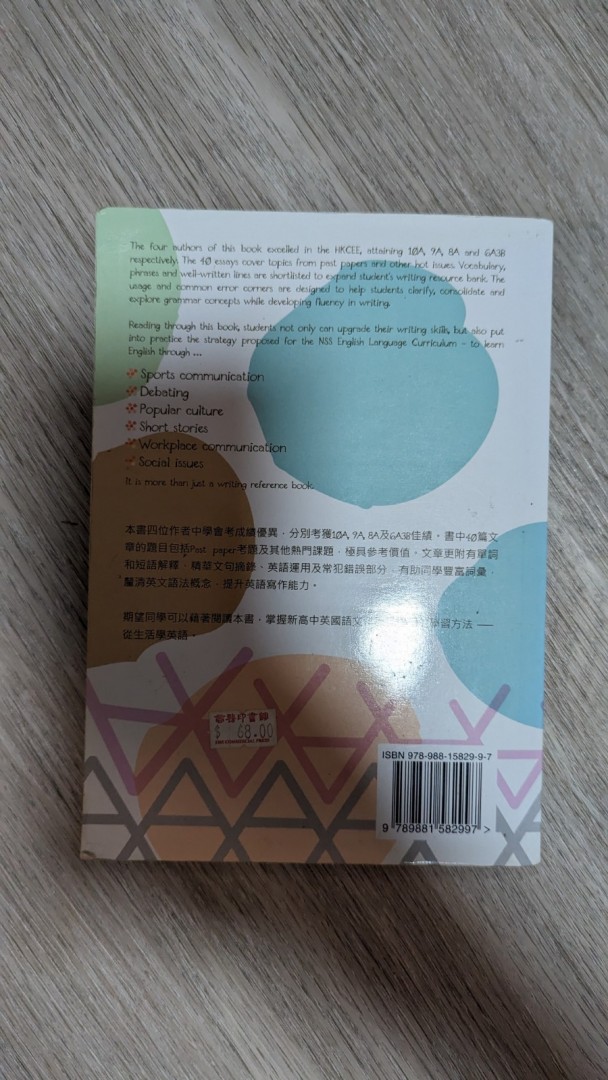 The four authors of this book excelled in the HKCEE, attaining 10A, 9A, 8A and 6A3B
respectively. The 40 essays cover topics from past papers and other hot issues. Vocabulary,
phrases and well-written lines are shortlisted to expand student's writing resource bank. The
usage and common error corners are designed to help students clarify, consolidate and
explore grammar concepts while developing fluency in writing.
Reading through this book, students not only can upgrade their writing skills, but also put
into practice the strategy proposed for the NSS English Language Curriculum - to learn
English through ...
Sports communication
Debating
Popular culture
Short stories
Workplace communication
Social issues
It is more than just a writing reference book.
本書四位作者中學會考成績優異，分別考獲10A, 9A, 8A及6A3B佳績。書中40篇文
章的題目包括Past paper考題及其他熱門課題，極具參考價值。文章更附有單詞
和短語解釋，精華文句摘錄、英語運用及常犯錯誤部分，有助同學豐富詞彙，
釐清英文語法概念，提升英語寫作能力。
期望同學可以藉著閱讀本書，掌握新高中英國語文 學習方法 ——
從生活學英語。
商務印書館
$ 68.00
THE COMMERCIAL PRESS
ISBN 978-988-15829-9-7
9 789881 582997 >